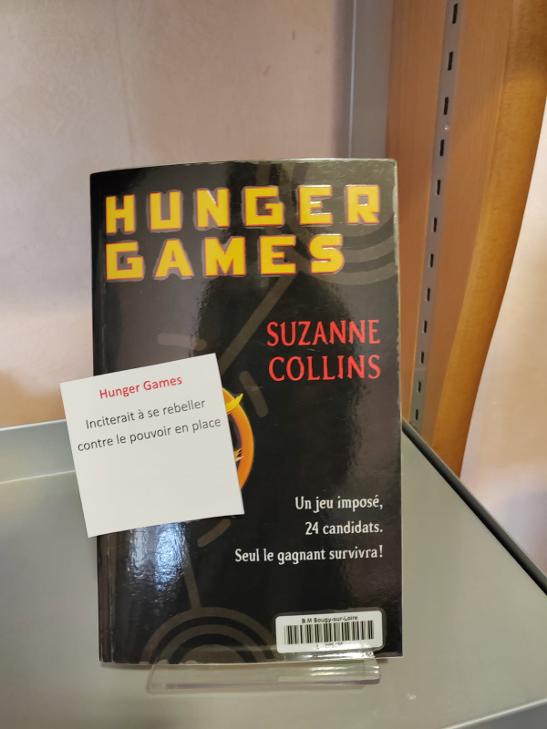 HUNGER
GAMES
SUZANNE
COLLINS
Hunger Games
Inciterait à se rebeller
contre le pouvoir en place
Un jeu imposé,
24 candidats.
Seul le gagnant survivra!
B.M Bougy-sur-Loire